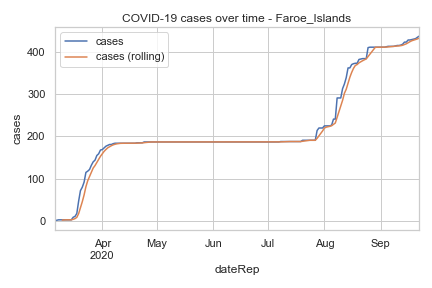 COVID-19 cases over time - Faroe_Islands
cases
cases (rolling)
400
300
200
100
0
cases
Apr
2020
May
Jun
Jul
Aug
Sep
dateRep